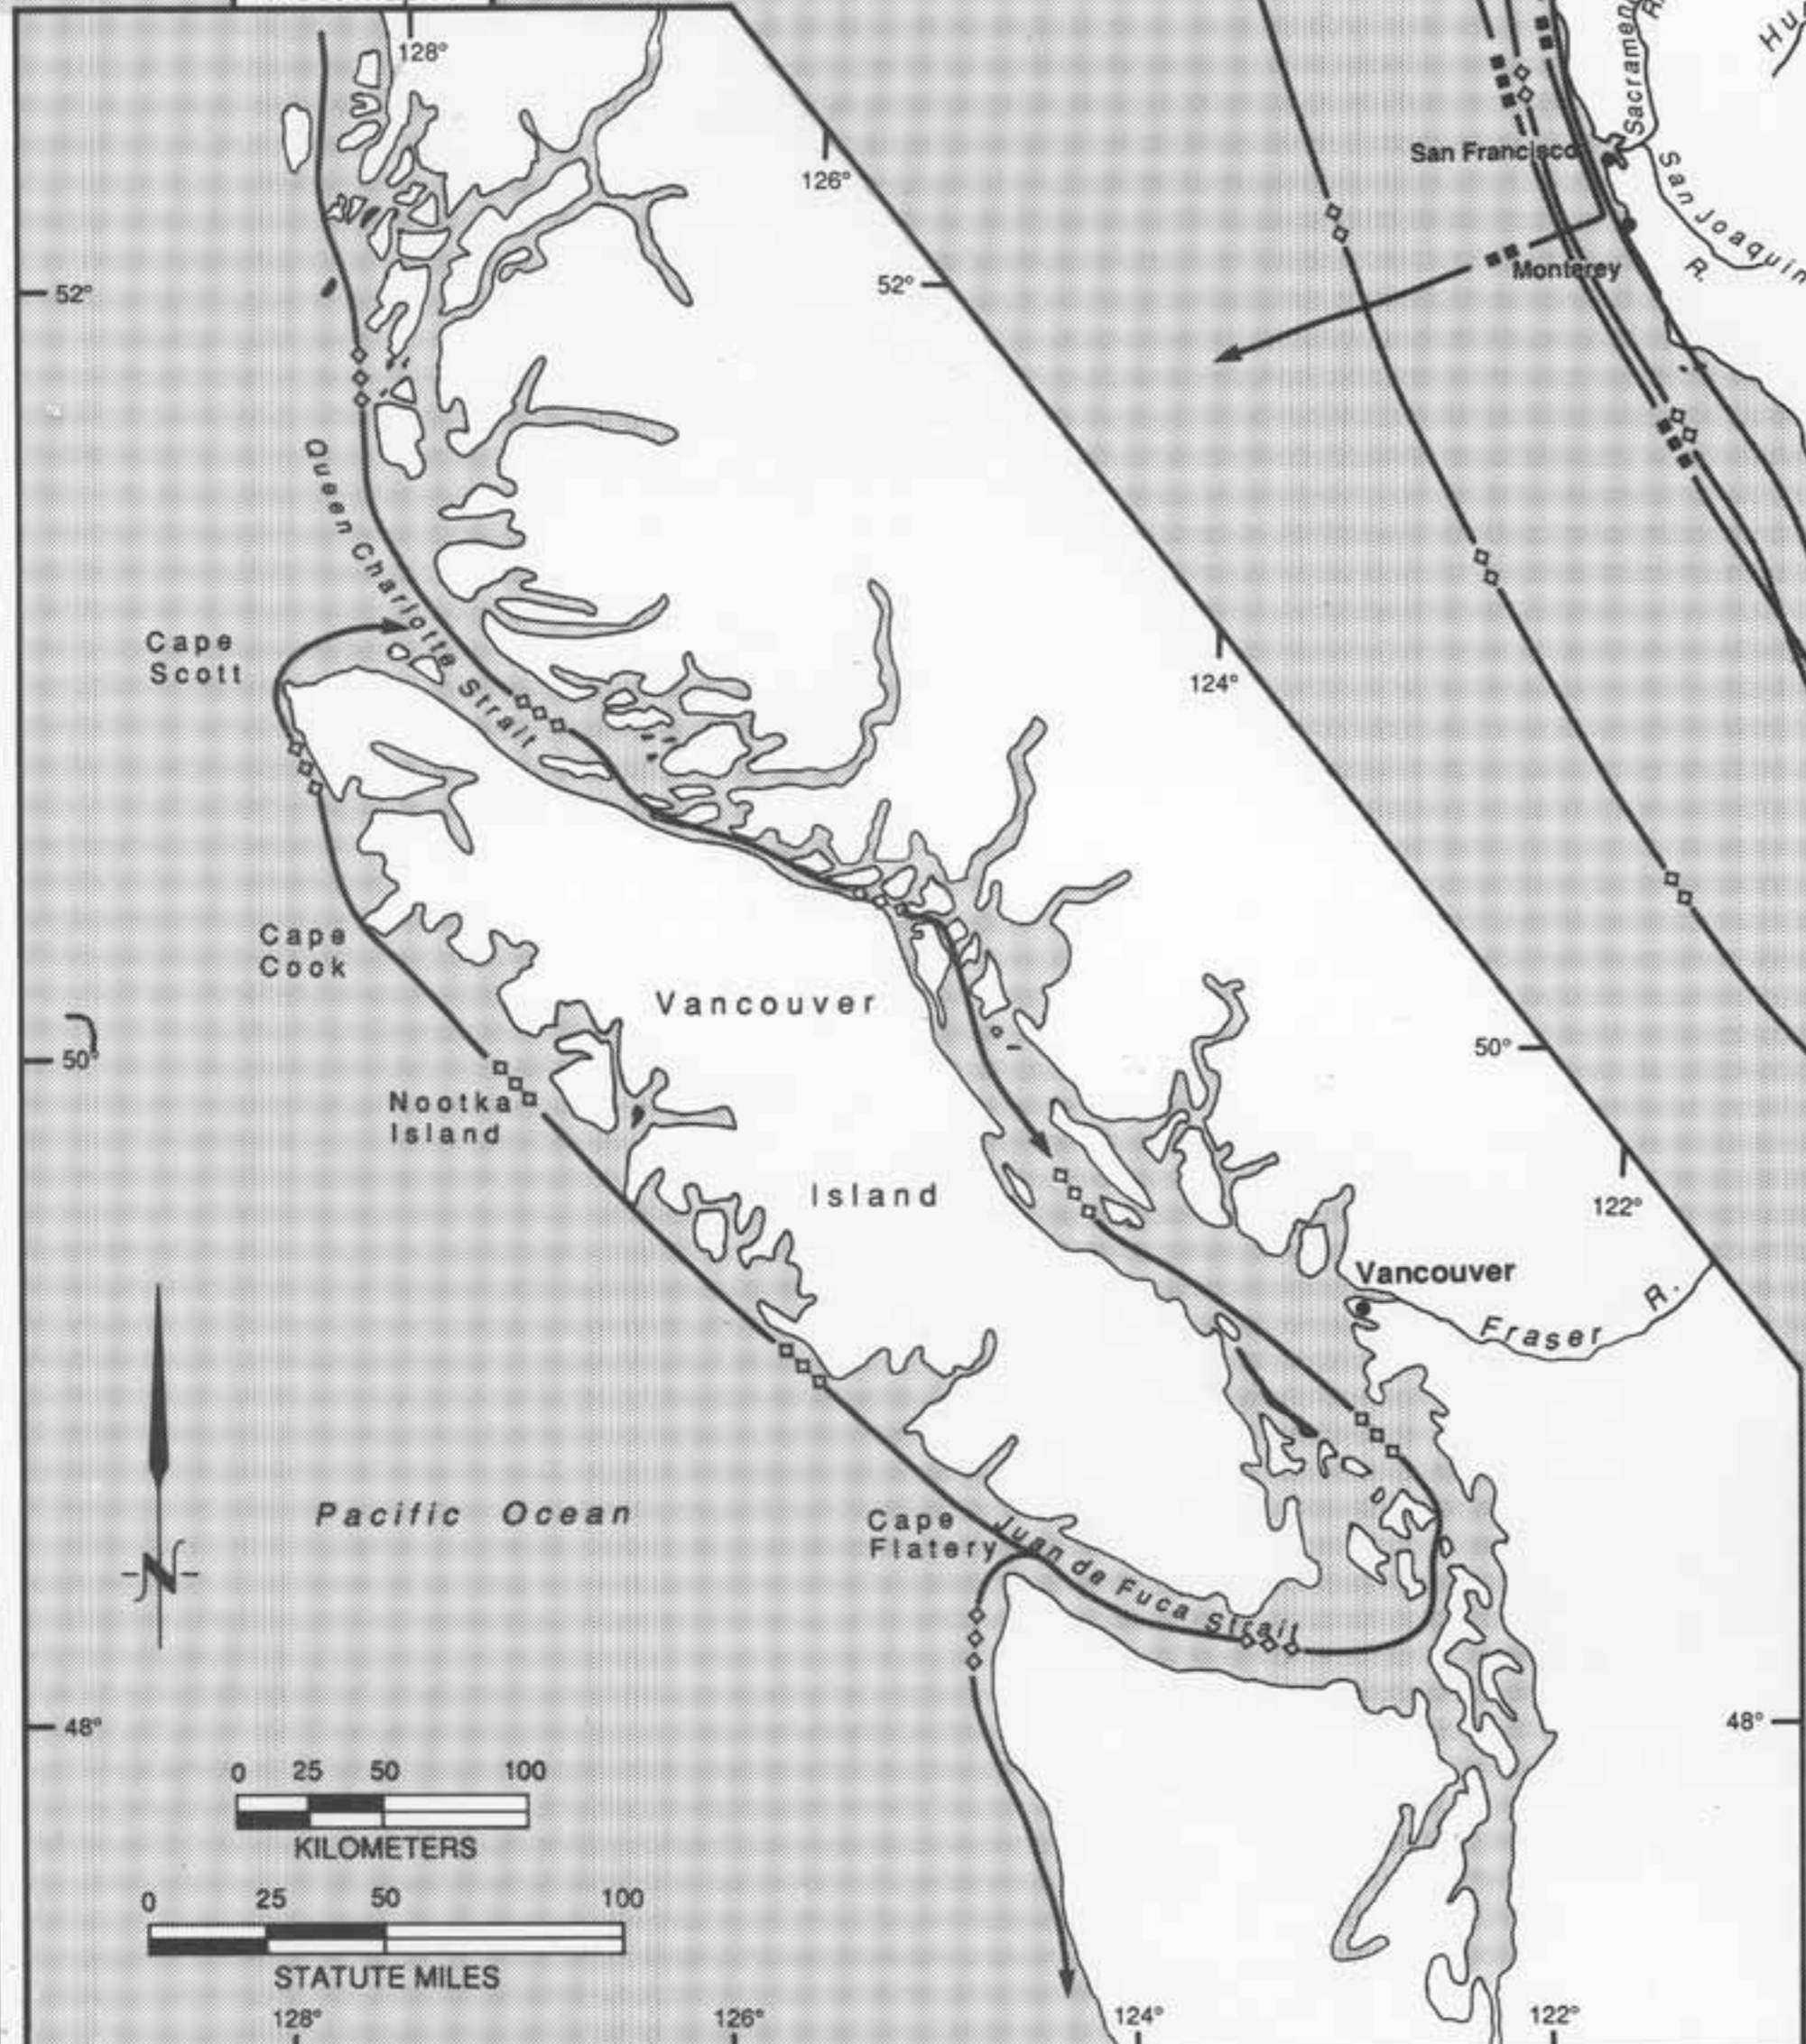 128°
Sacramen
R
Hu
126°
San Francisco
San Joaquin
R.
Monterey
52°
52°
Queen Charlotte Strait
Cape
Scott
124°
Cape
Cook
Vancouver
50°
50°
Nootka
Island
Island
122°
Vancouver
Fraser R.
Pacific Ocean
Cape
Flatery
Juan de Fuca Strait
N
48°
48°
0 25 50 100
KILOMETERS
0 25 50 100
STATUTE MILES
128° 126° 124° 122°